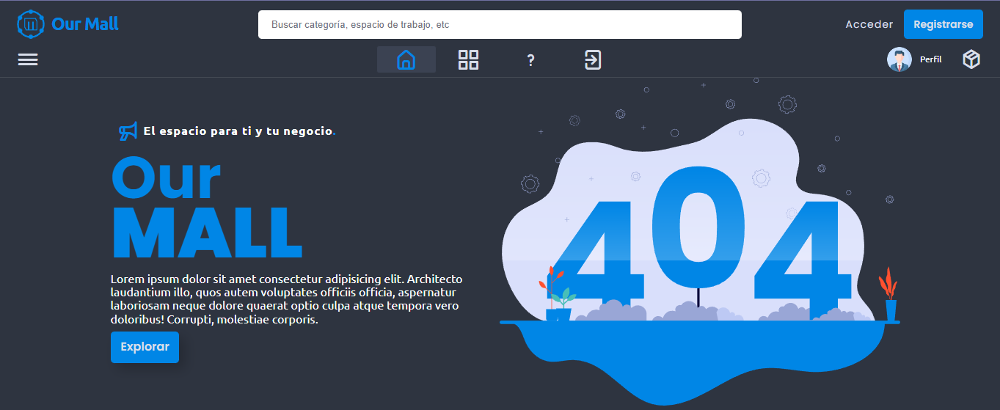 Our Mall
Buscar categoría, espacio de trabajo, etc
Acceder
Registrarse
?
Perfil
El espacio para ti y tu negocio.
Our
MALL
Lorem ipsum dolor sit amet consectetur adipisicing elit. Architecto
laudantium illo, quos autem voluptates officiis officia, aspernatur
laboriosam neque dolore quaerat optio culpa atque tempora vero
doloribus! Corrupti, molestiae corporis.
Explorar
404